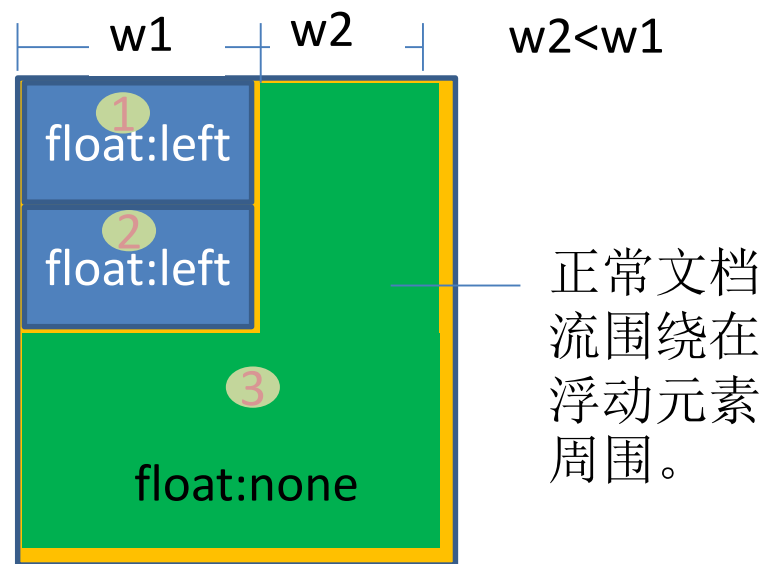 w1
w2
w2<w1
1
float:left
2
float:left
正常文档
流围绕在
浮动元素
周围。
3
float:none